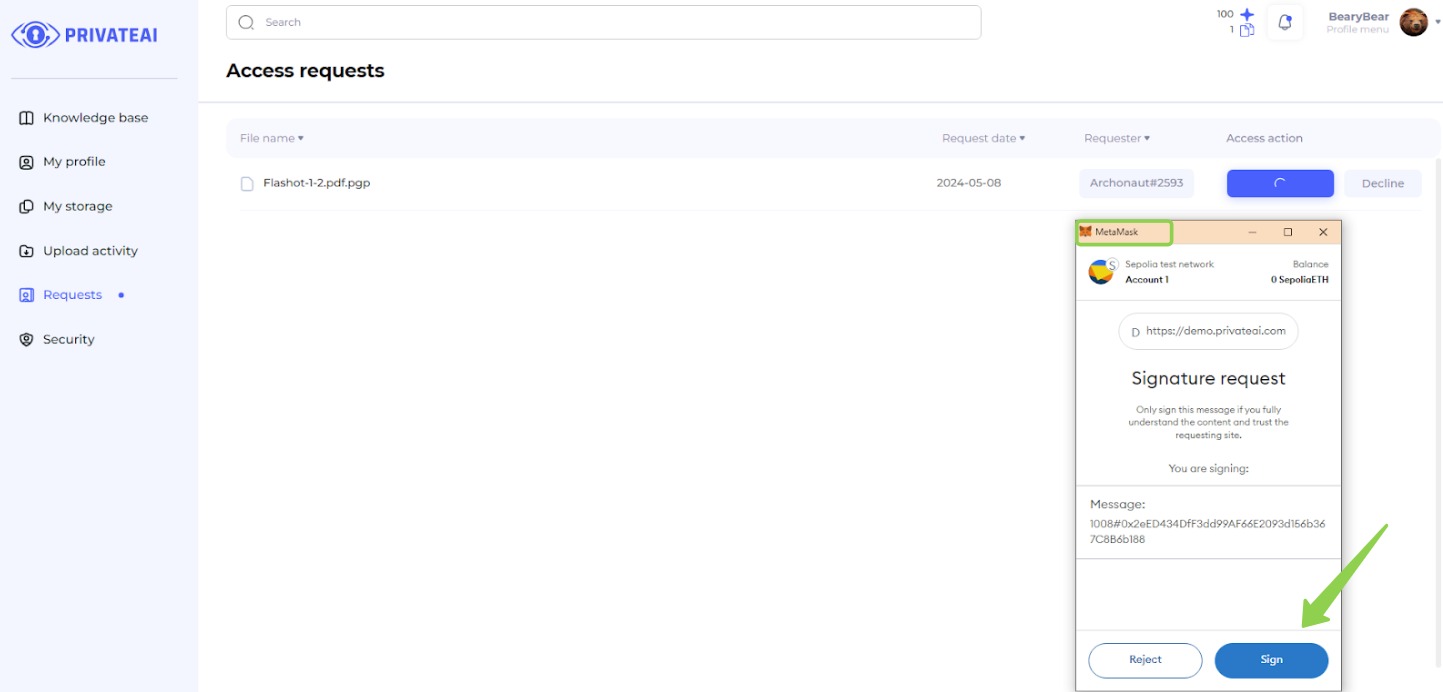 PRIVATEAI
Search
100
1
BearyBear
Profile menu
Access requests
Knowledge base
My profile
My storage
Upload activity
Requests
Security
File name
Request date
Requester
Access action
Flashot-1-2.pdf.pgp
2024-05-08
Archonaut#2593
Decline
MetaMask
S
Sepolia test network
Balance
Account 1
0 SepoliaETH
D https://demo.privateai.com
Signature request
Only sign this message if you fully
understand the content and trust the
requesting site.
You are signing:
Message:
1008#0x2eED434DfF3dd99AF66E2093d156b36
7C8B6b188
Reject
Sign